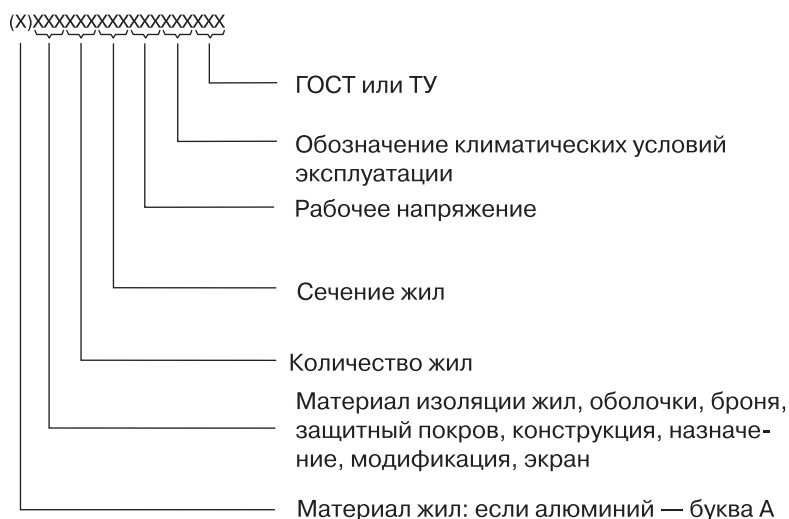 (X)XXXXXXXXXXXXXXXXXX
ГОСТ или ТУ
Обозначение климатических условий
эксплуатации
Рабочее напряжение
Сечение жил
Количество жил
Материал изоляции жил, оболочки, броня,
защитный покров, конструкция, назначе-
ние, модификация, экран
Материал жил: если алюминий — буква А